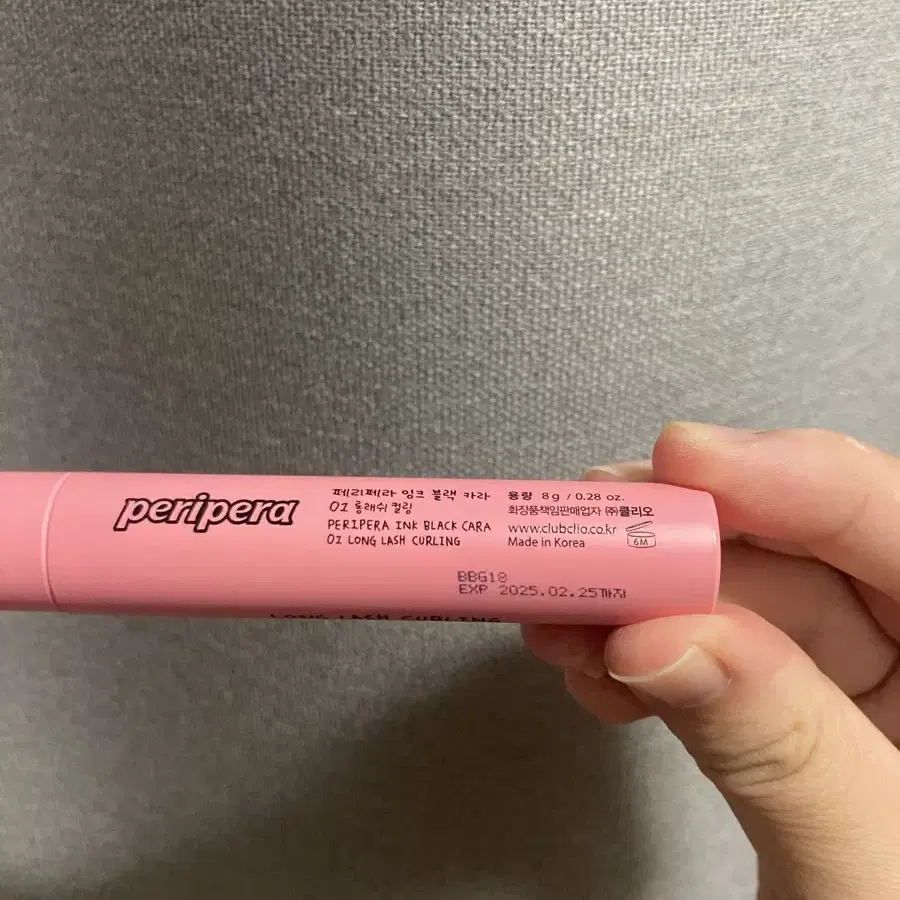 peripera
페리페라 잉크 블랙 카라
01 롱래쉬 컬링
PERIPERA INK BLACK CARA
01 LONG LASH CURLING
용량 8g / 0.28 oz.
화장품책임판매업자 ㈜클리오
www.clubclio.co.kr
Made in Korea
6M
BBG18
EXP 2025.02.25까지
LONG LASH CURLING